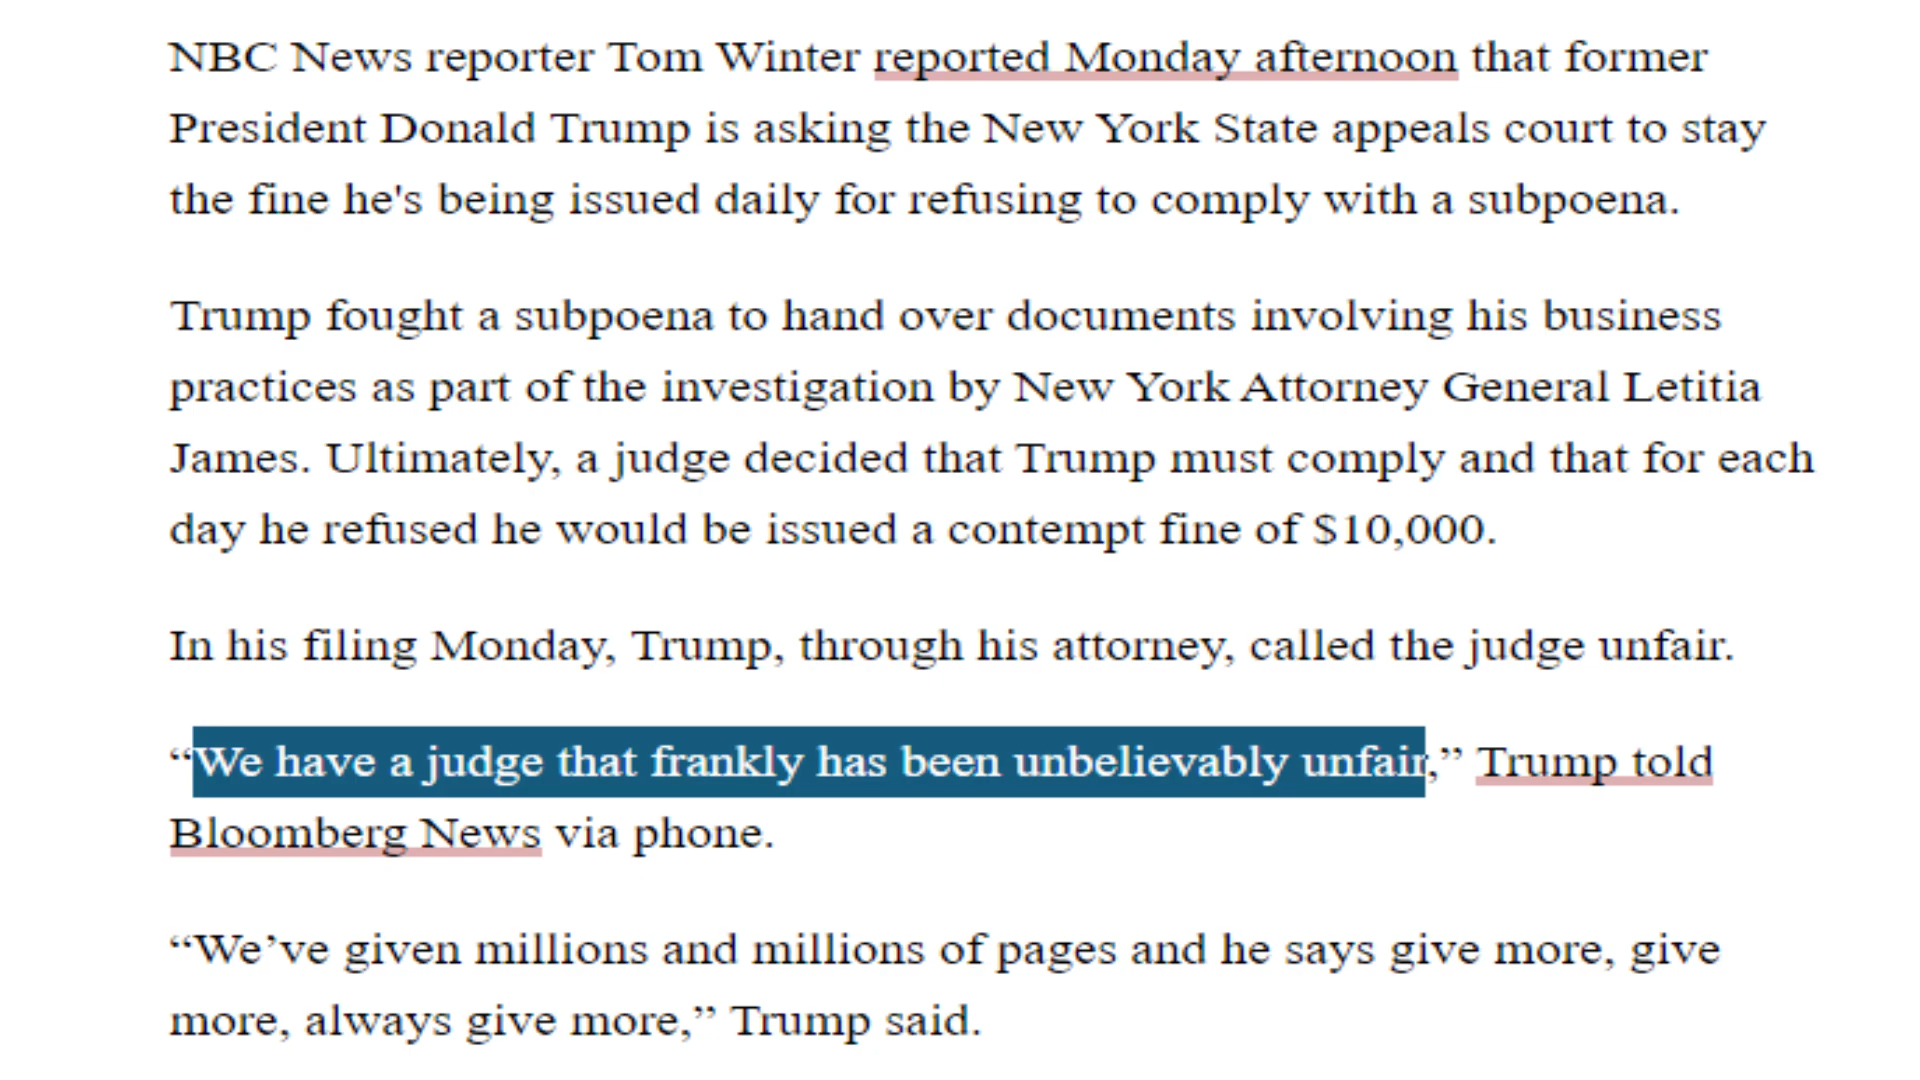 NBC News reporter Tom Winter reported Monday afternoon that former
President Donald Trump is asking the New York State appeals court to stay
the fine he's being issued daily for refusing to comply with a subpoena.
Trump fought a subpoena to hand over documents involving his business
practices as part of the investigation by New York Attorney General Letitia
James. Ultimately, a judge decided that Trump must comply and that for each
day he refused he would be issued a contempt fine of $10,000.
In his filing Monday, Trump, through his attorney, called the judge unfair.
“We have a judge that frankly has been unbelievably unfair,” Trump told
Bloomberg News via phone.
“We’ve given millions and millions of pages and he says give more, give
more, always give more,” Trump said.